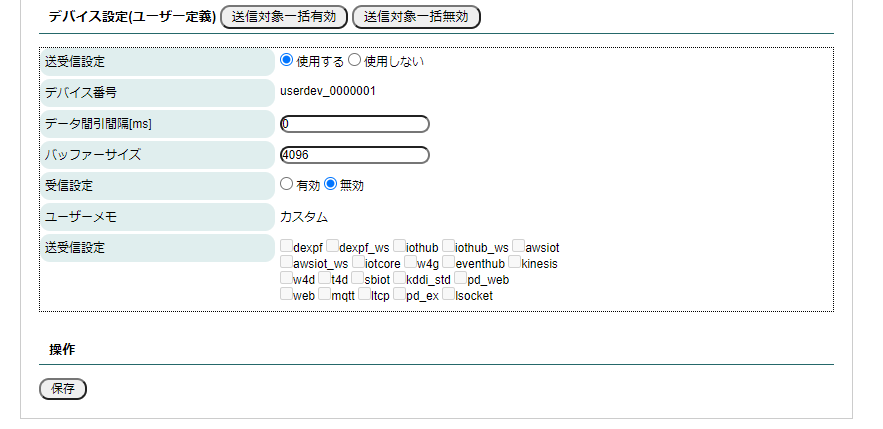 デバイス設定(ユーザー定義) 送信対象一括有効 送信対象一括無効
送受信設定 使用する 使用しない
デバイス番号 userdev_0000001
データ間引間隔[ms] 0
バッファーサイズ 4096
受信設定 有効 無効
ユーザーメモ カスタム
送受信設定 dexpf dexpf_ws iothub iothub_ws awsiot
awsiot_ws iotcore w4g eventhub kinesis
w4d t4d sbiot kddi_std pd_web
web mqtt ltcp pd_ex lsocket
操作
保存